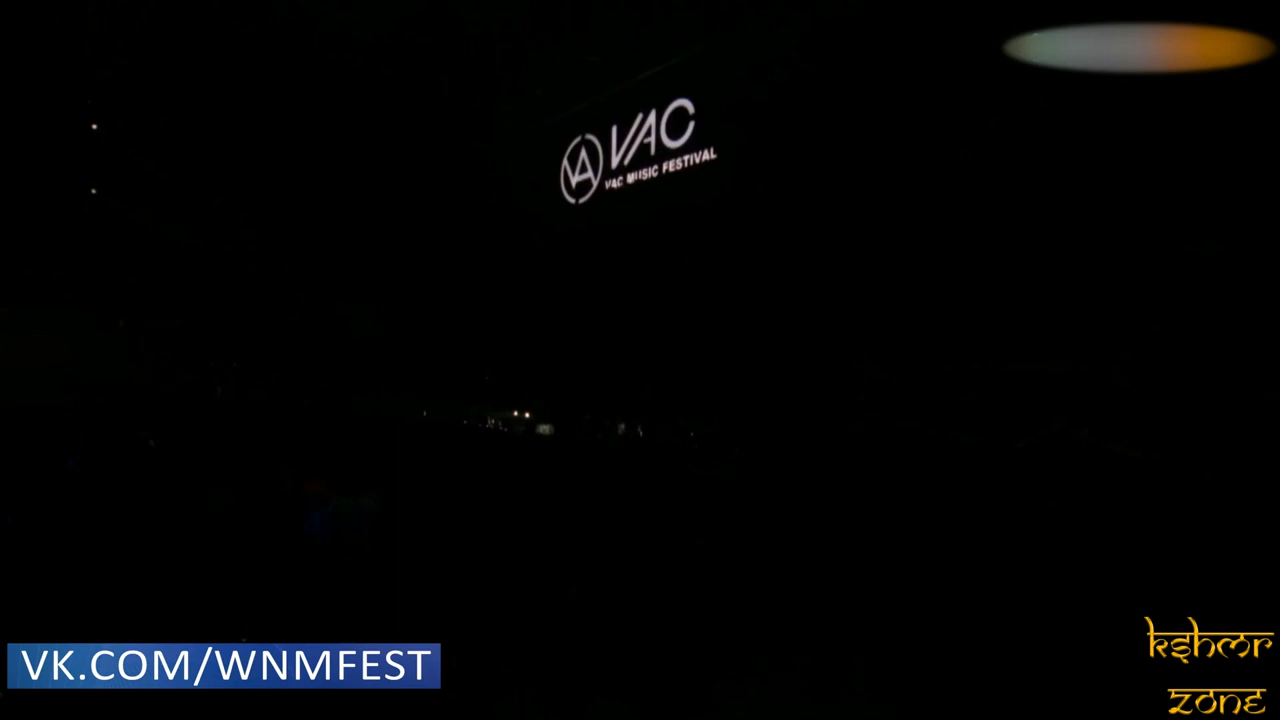 VAC
VAC MUSIC FESTIVAL
VK.COM/WNMFEST
KSHMR
ZONE